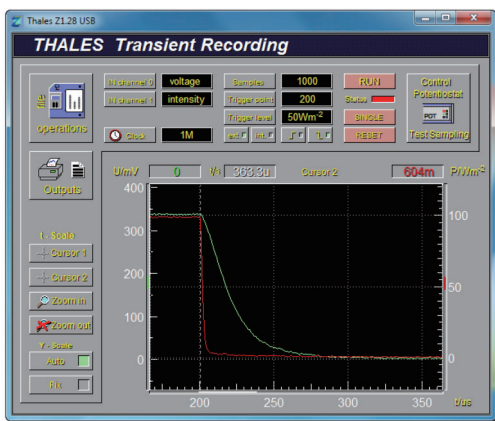 Thales Z1.28 USB
THALES Transient Recording
operations
IN channel 0 voltage
IN channel 1 intensity
Clock 1M
Samples 1000
Trigger point 200
Trigger level 50Wm-2
ext int
RUN
Status
SINGLE
RESET
Control
Potentiostat
POT
Test Sampling
Outputs
U/mV 0 363.3u Cursor 2 604m P/Wm-2
t - Scale
Cursor 1
Cursor 2
Zoom in
Zoom out
Y - Scale
Auto
Fix
400
300
200
100
0
100
50
0
200 250 300 350 t/us